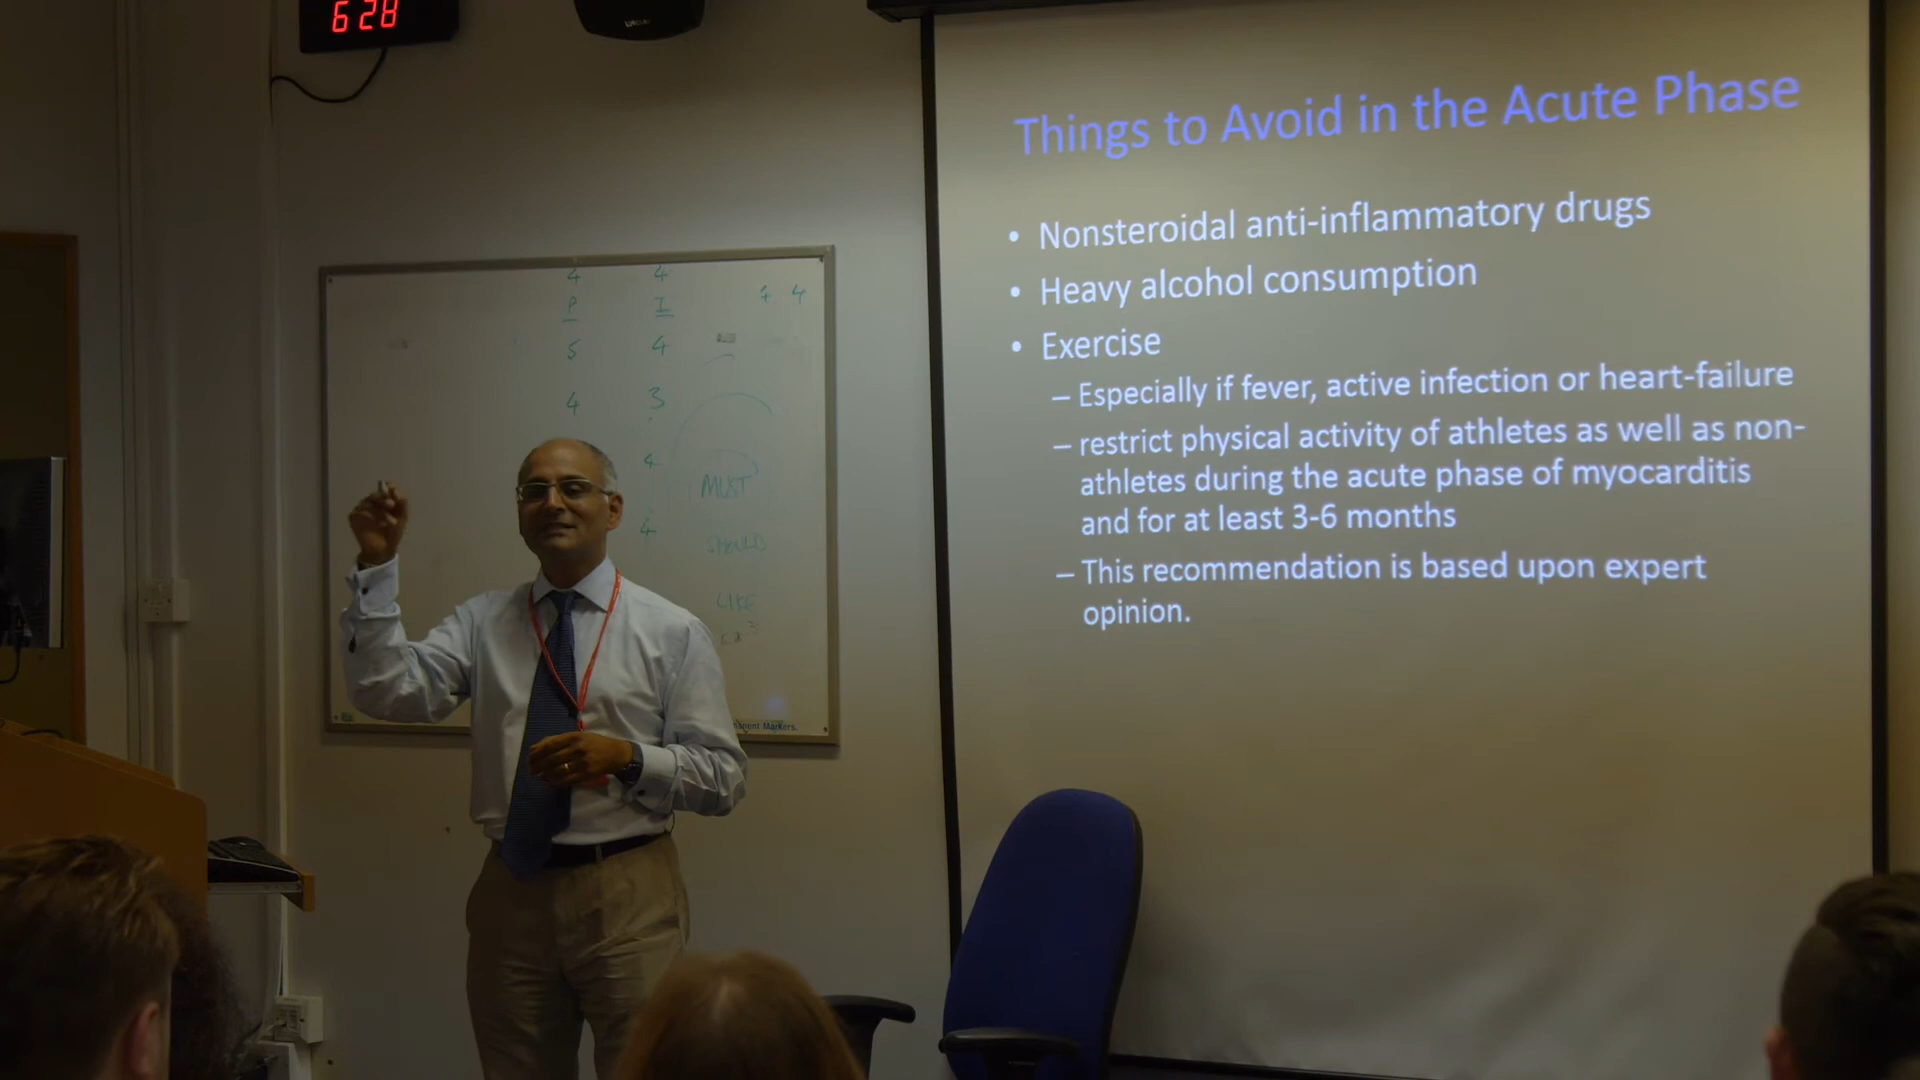 6 28
Things to Avoid in the Acute Phase
• Nonsteroidal anti-inflammatory drugs
• Heavy alcohol consumption
• Exercise
– Especially if fever, active infection or heart-failure
– restrict physical activity of athletes as well as non-
athletes during the acute phase of myocarditis
and for at least 3-6 months
– This recommendation is based upon expert
opinion.
4 4
P I
5 4
4 3
4
4
4
MUST
SHOULD
LIKE
Markers.